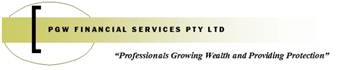 PGW FINANCIAL SERVICES PTY LTD
“Professionals Growing Wealth and Providing Protection”